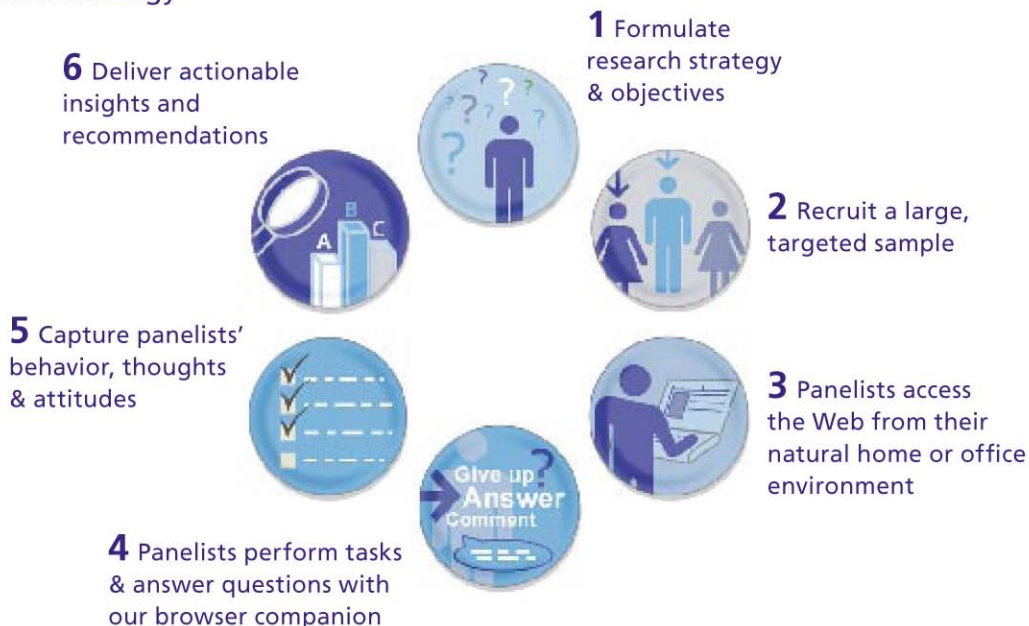 1 Formulate
research strategy
& objectives
2 Recruit a large,
targeted sample
3 Panelists access
the Web from their
natural home or office
environment
4 Panelists perform tasks
& answer questions with
our browser companion
5 Capture panelists'
behavior, thoughts
& attitudes
6 Deliver actionable
insights and
recommendations
? ? ? ? ? ? ?
A B C
Give up ?
Answer
Comment